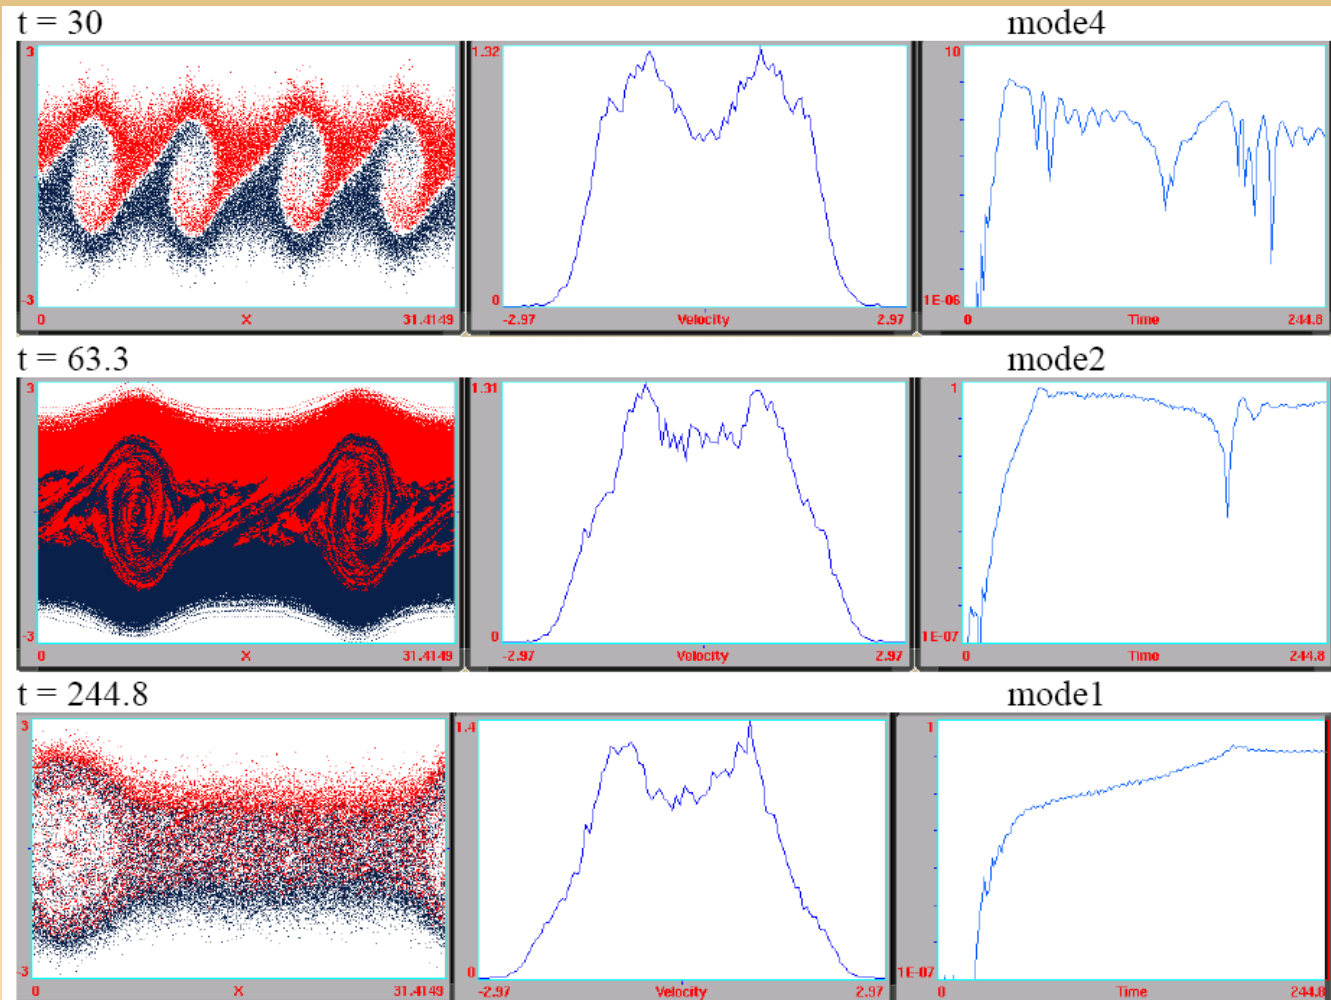 t = 30
mode4
3
-3
0
X
31.4149
1.32
0
-2.97
Velocity
2.97
10
1E-06
0
Time
244.8
t = 63.3
mode2
3
-3
0
X
31.4149
1.31
0
-2.97
Velocity
2.97
1
1E-07
0
Time
244.8
t = 244.8
mode1
3
-3
0
X
31.4149
1.4
0
-2.97
Velocity
2.97
1
1E-07
0
Time
244.8